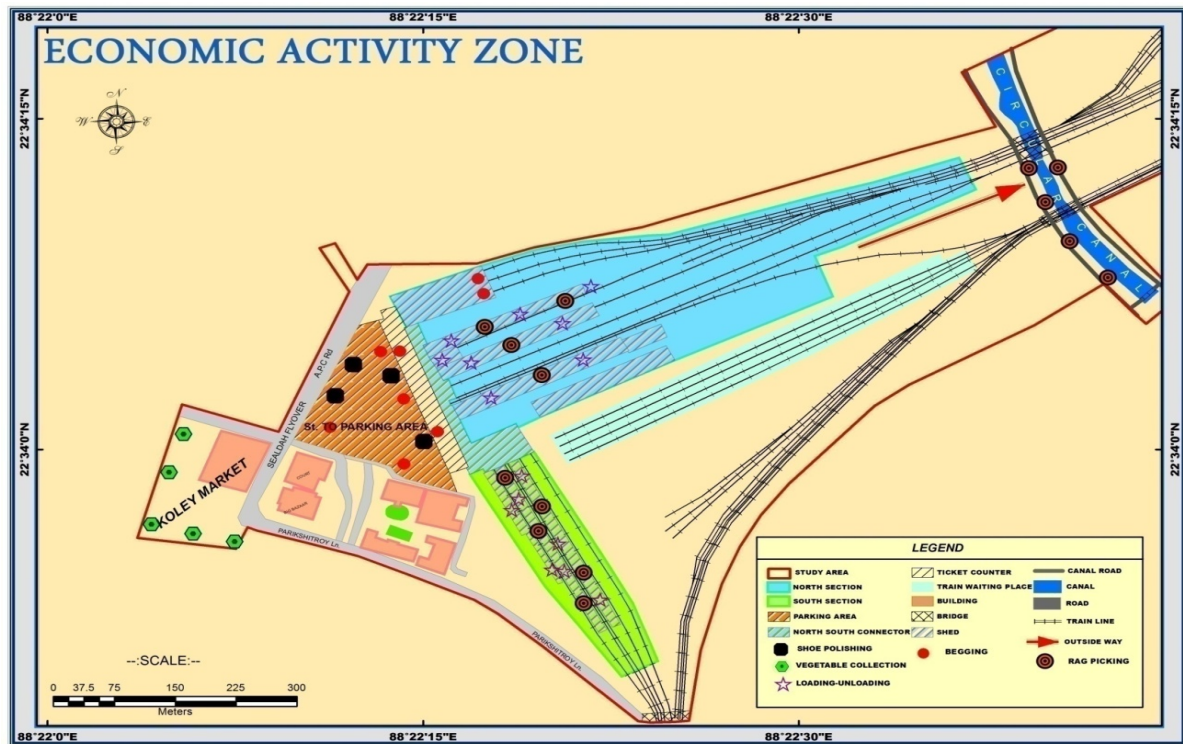 88°22'0"E 88°22'15"E 88°22'30"E
ECONOMIC ACTIVITY ZONE
N
W E
S
22°34'15"N
22°34'15"N
CIRCULAR CANAL
A.P.C Rd
SEALDAH FLYOVER
St. TO PARKING AREA
22°34'0"N
22°34'0"N
KOLEY MARKET
PARIKSHITROY Ln.
PARIKSHITROY Ln.
LEGEND
STUDY AREA TICKET COUNTER CANAL ROAD
NORTH SECTION TRAIN WAITING PLACE CANAL
SOUTH SECTION BUILDING ROAD
PARKING AREA BRIDGE TRAIN LINE
NORTH SOUTH CONNECTOR SHED OUTSIDE WAY
SHOE POLISHING BEGGING RAG PICKING
VEGETABLE COLLECTION
LOADING-UNLOADING
--:SCALE:--
0 37.5 75 150 225 300
Meters
88°22'0"E 88°22'15"E 88°22'30"E